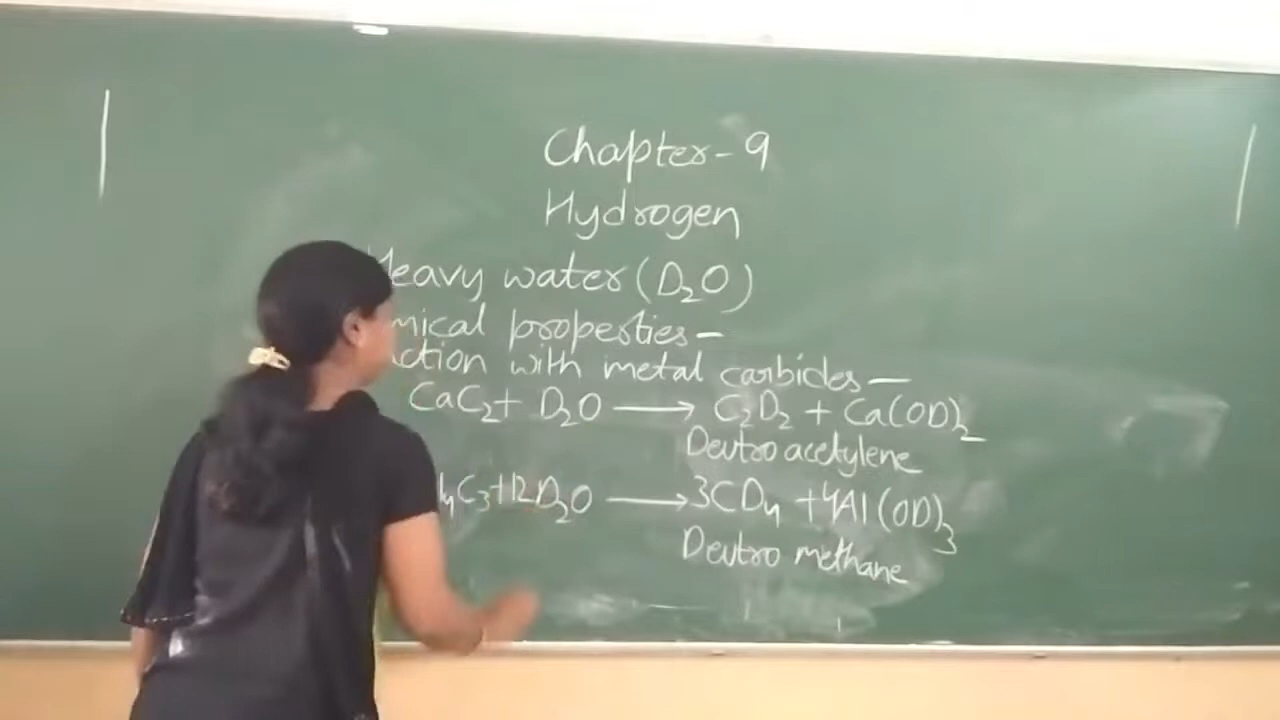 Chapter-9
Hydrogen
Heavy water (D₂O)
mical properties-
ction with metal carbides-
CaC₂+ D₂O ⟶ C₂D₂ + Ca(OD)₂
Deutro acetylene
₄C₃+12D₂O ⟶ 3CD₄ +4Al(OD)₃
Deutro methane